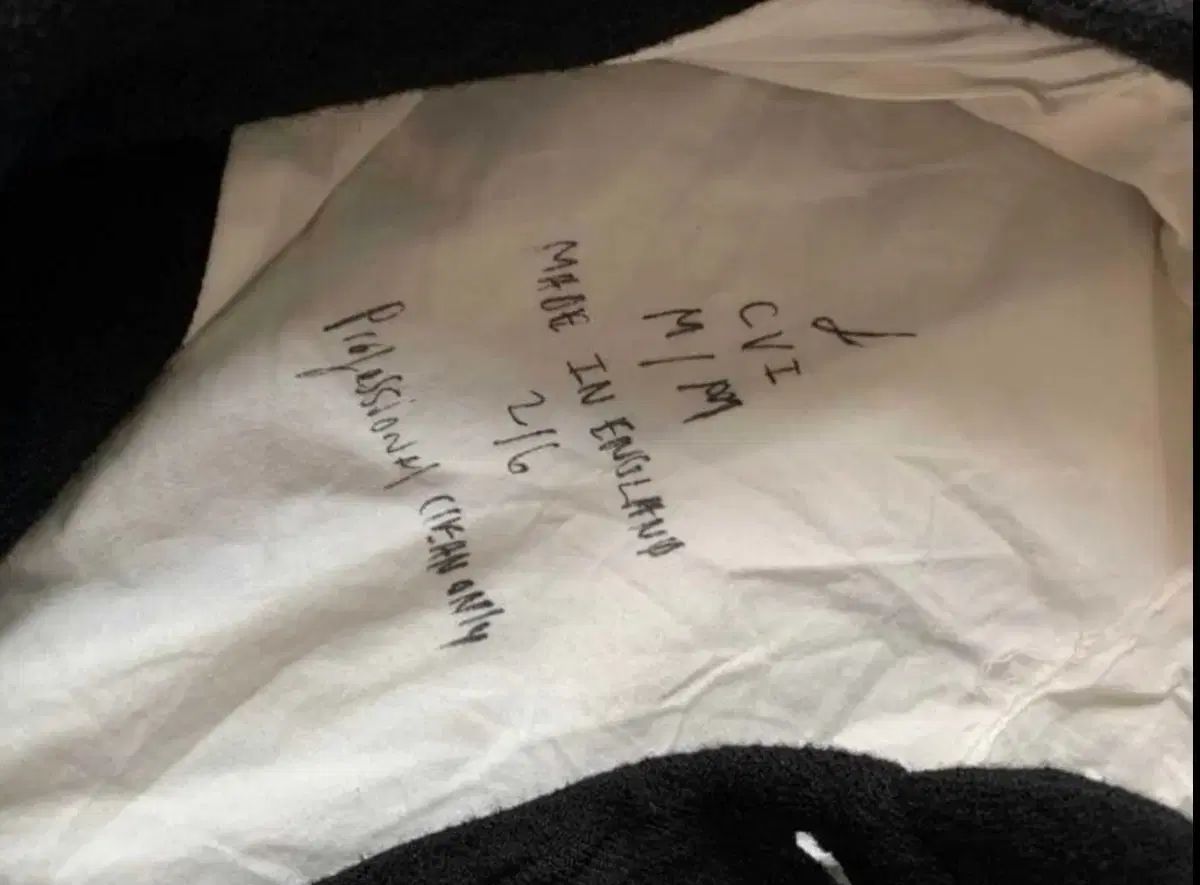 CVI
M/M
MADE IN ENGLAND
2/6
Professional Clean only